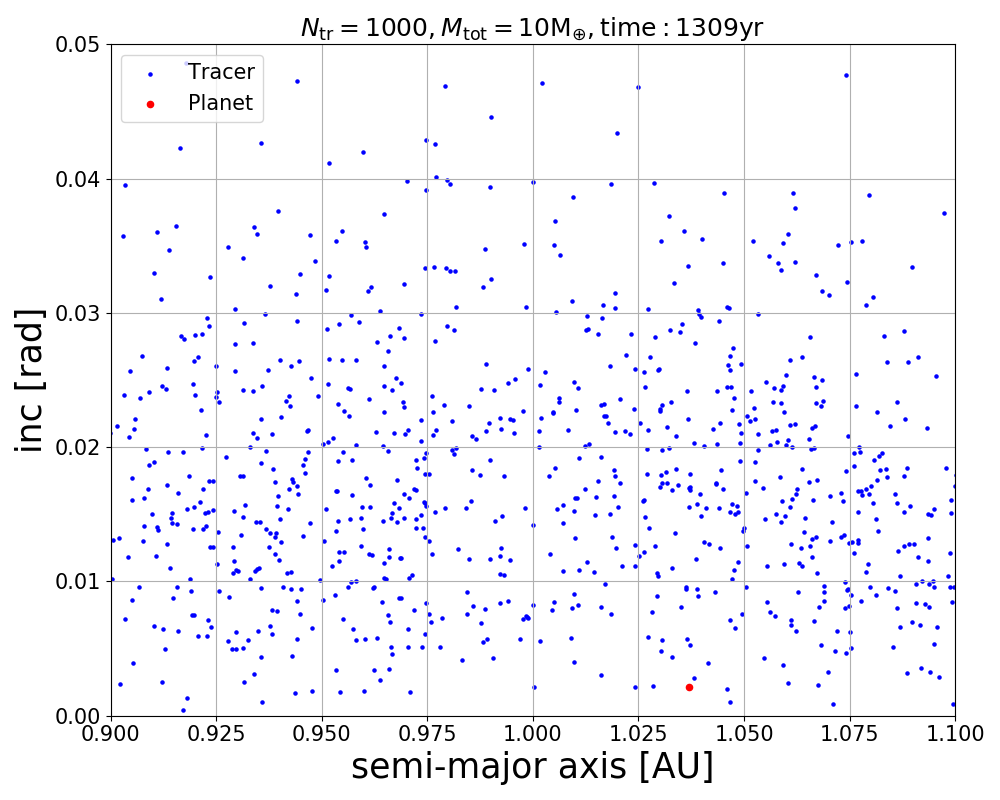 N_tr = 1000, M_tot = 10M_⊕, time : 1309yr
Tracer
Planet
inc [rad]
0.05
0.04
0.03
0.02
0.01
0.00
0.900 0.925 0.950 0.975 1.000 1.025 1.050 1.075 1.100
semi-major axis [AU]